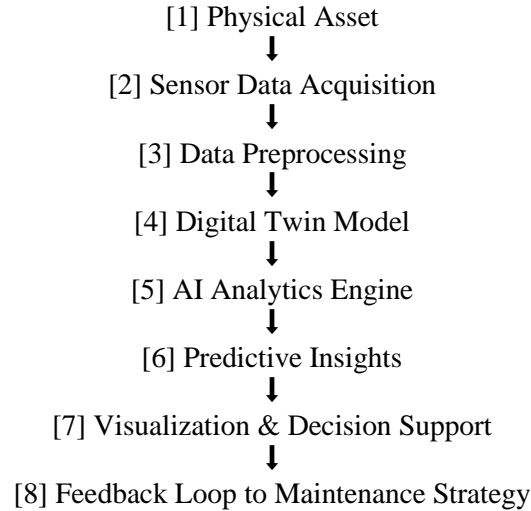 [1] Physical Asset
[2] Sensor Data Acquisition
[3] Data Preprocessing
[4] Digital Twin Model
[5] AI Analytics Engine
[6] Predictive Insights
[7] Visualization & Decision Support
[8] Feedback Loop to Maintenance Strategy